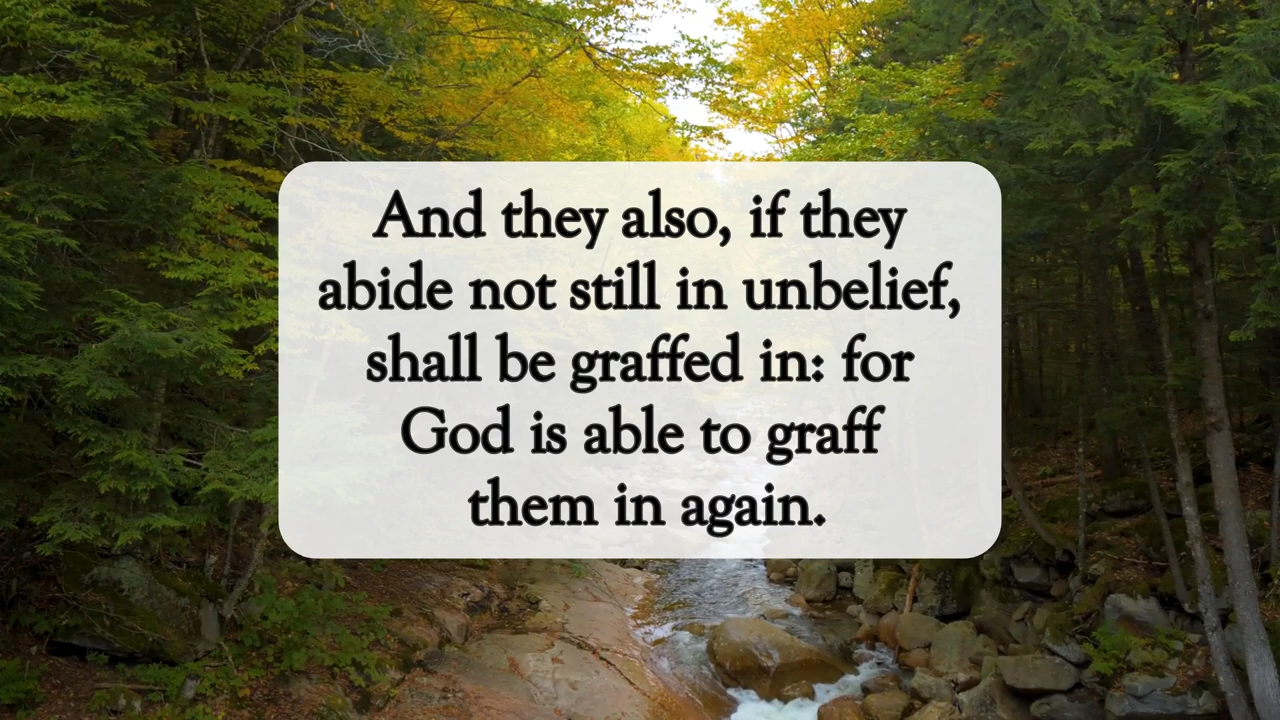 And they also, if they
abide not still in unbelief,
shall be graffed in: for
God is able to graff
them in again.